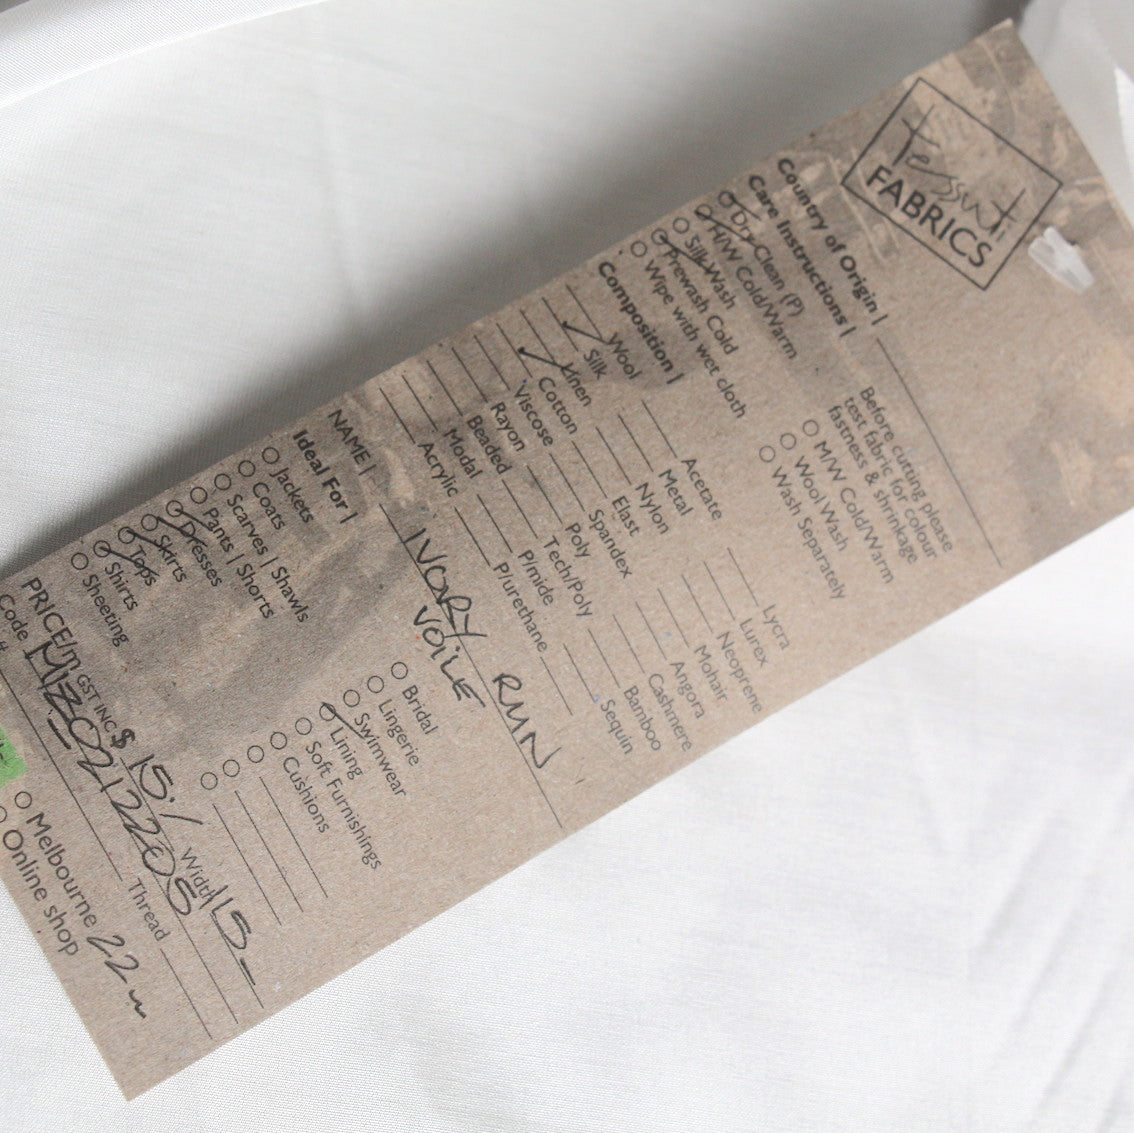 Tessuti
FABRICS
Country of Origin |
Care Instructions |
Dry Clean (P)
H/W Cold/Warm
Silk Wash
Prewash Cold
Wipe with wet cloth
Before cutting please
test fabric for colour
fastness & shrinkage
M/W Cold/Warm
Wool Wash
Wash Separately
Composition |
Wool
Silk
Linen
Cotton
Viscose
Rayon
Beaded
Modal
Acrylic
Acetate
Metal
Nylon
Elast
Spandex
Poly
Tech/Poly
P/mide
P/urethane
Lycra
Lurex
Neoprene
Mohair
Angora
Cashmere
Bamboo
Sequin
NAME | IVORY RMN
VOILE
Ideal For |
Jackets
Coats
Scarves | Shawls
Pants | Shorts
Dresses
Skirts
Tops
Shirts
Sheeting
Bridal
Lingerie
Swimwear
Lining
Soft Furnishings
Cushions
PRICE/m GST INC $ 15./ Width 115
Code # Thread
Melbourne 22m
Online shop